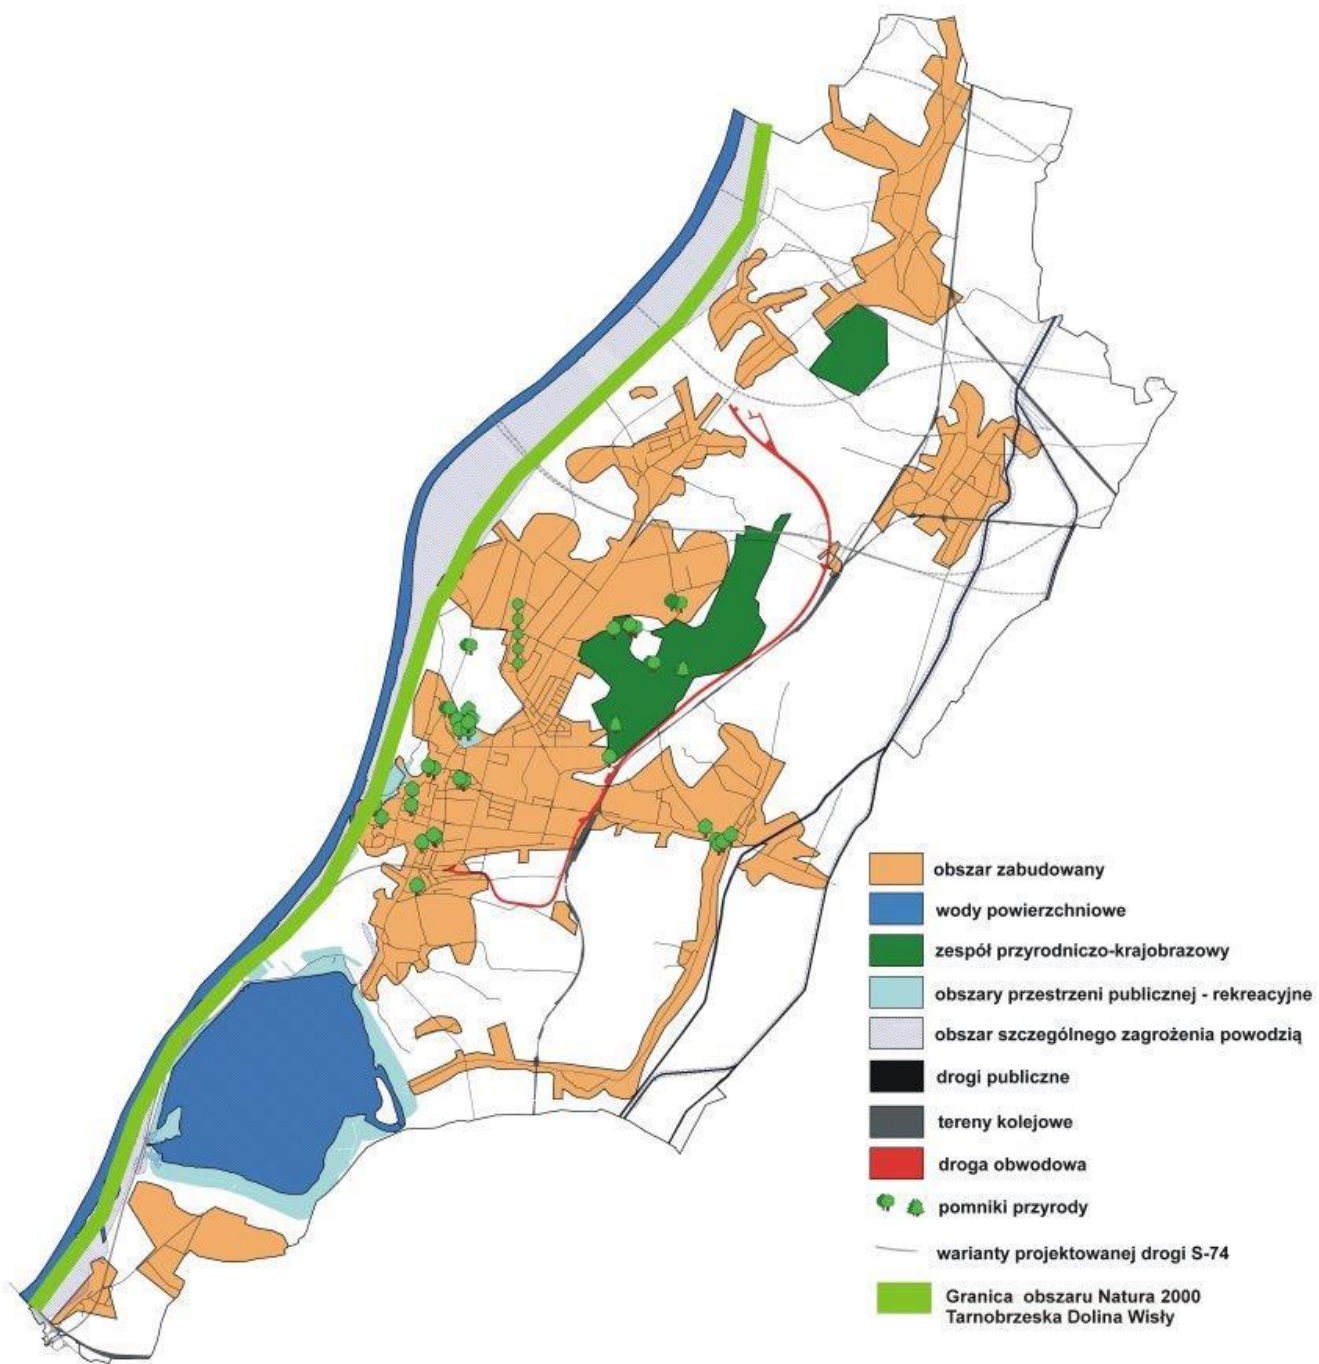 obszar zabudowany
wody powierzchniowe
zespół przyrodniczo-krajobrazowy
obszary przestrzeni publicznej - rekreacyjne
obszar szczególnego zagrożenia powodzią
drogi publiczne
tereny kolejowe
droga obwodowa
pomniki przyrody
warianty projektowanej drogi S-74
Granica obszaru Natura 2000
Tarnobrzeska Dolina Wisły